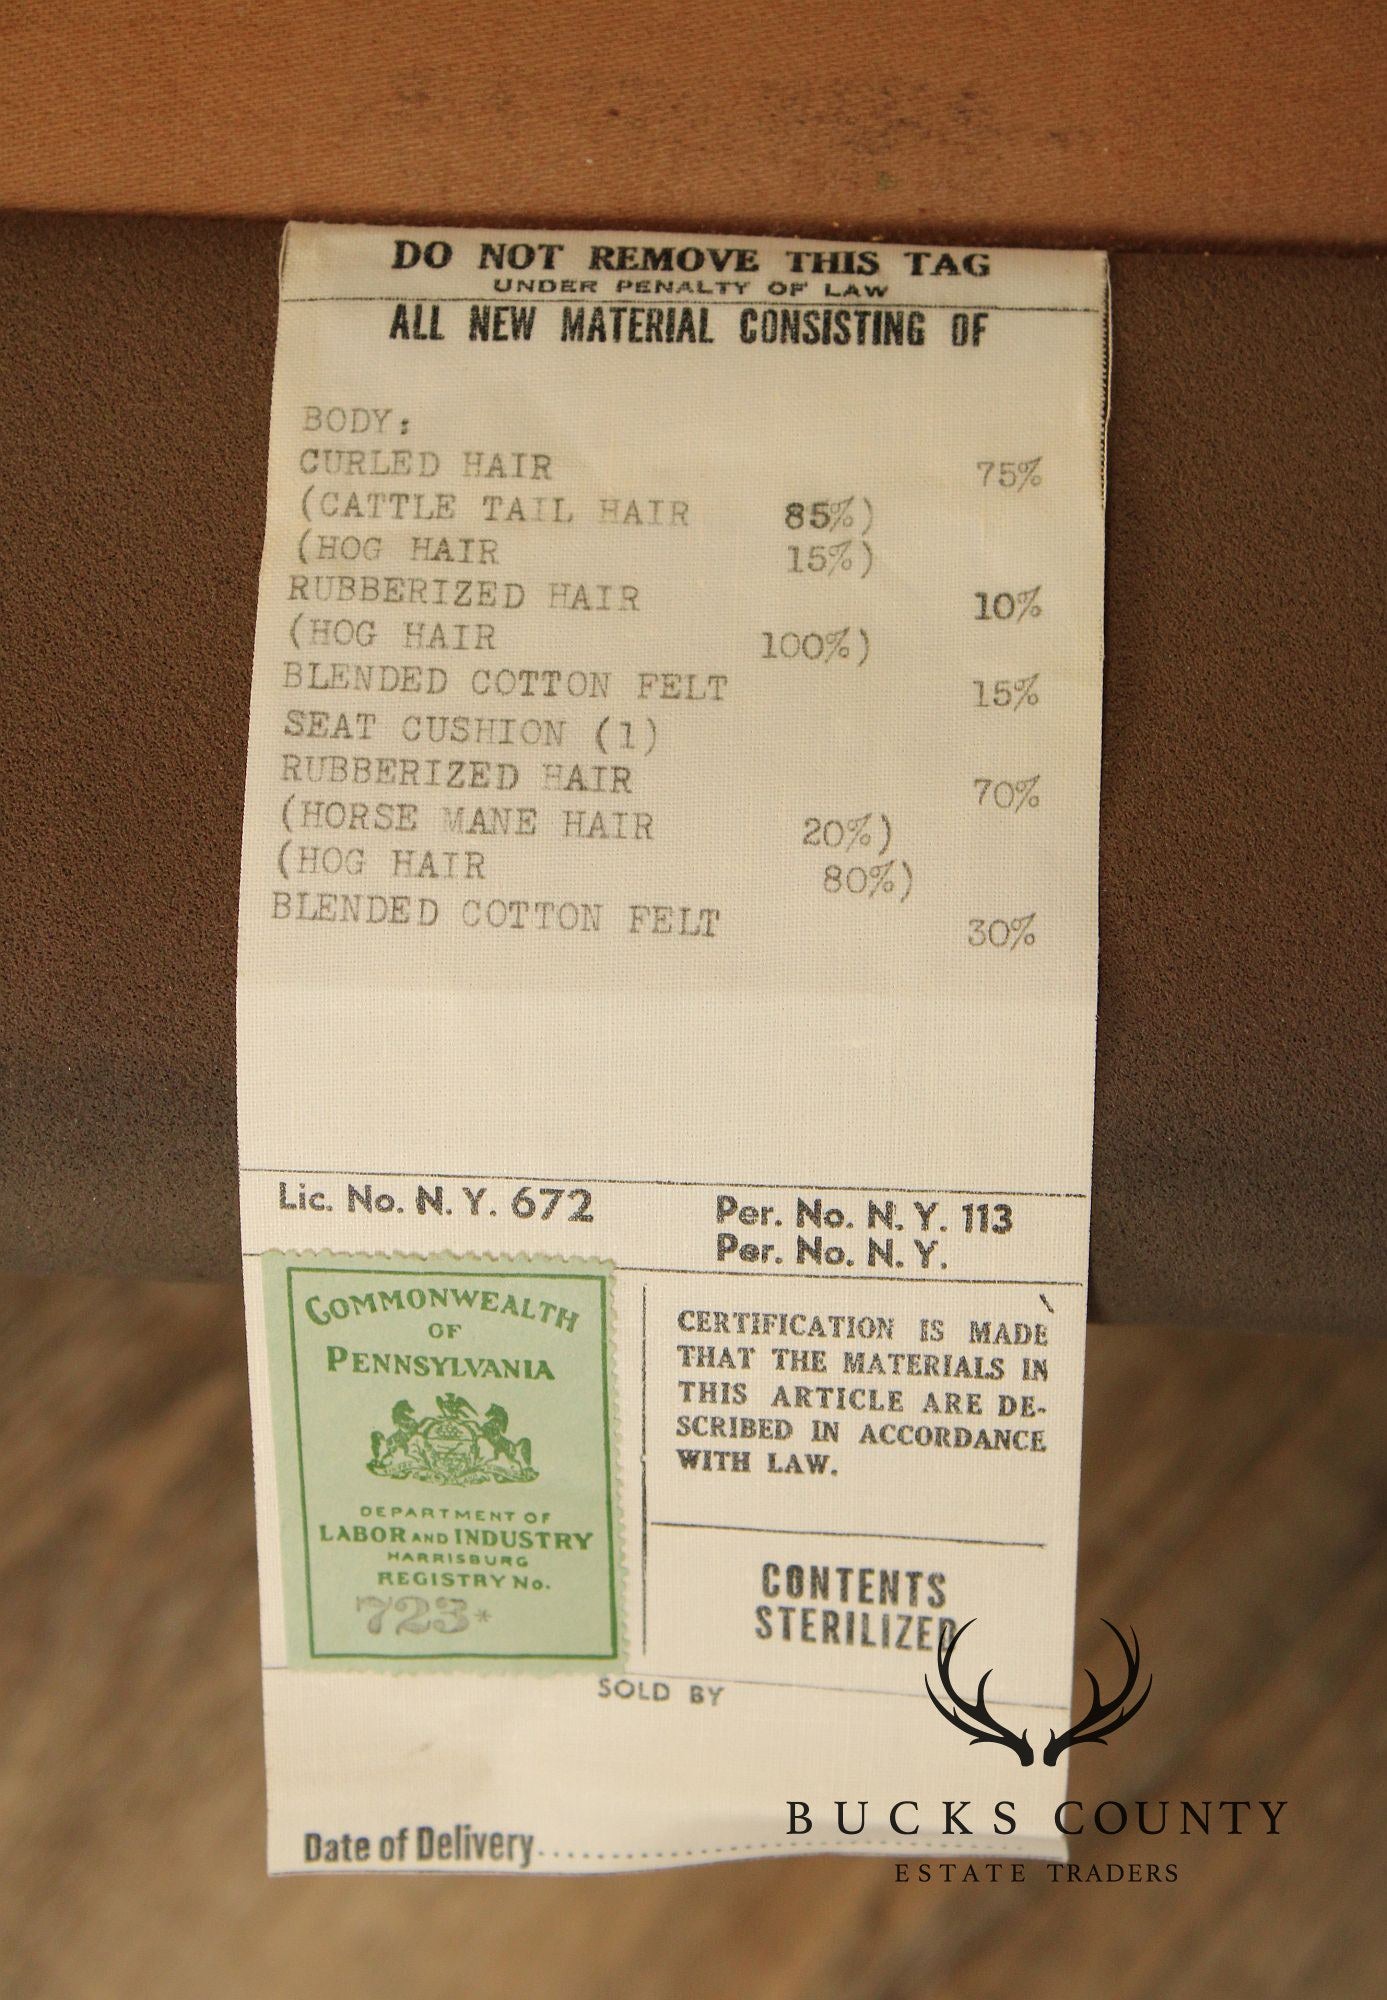 DO NOT REMOVE THIS TAG
UNDER PENALTY OF LAW
ALL NEW MATERIAL CONSISTING OF
BODY:
CURLED HAIR 75%
(CATTLE TAIL HAIR 85%)
(HOG HAIR 15%)
RUBBERIZED HAIR 10%
(HOG HAIR 100%)
BLENDED COTTON FELT 15%
SEAT CUSHION (1)
RUBBERIZED HAIR 70%
(HORSE MANE HAIR 20%)
(HOG HAIR 80%)
BLENDED COTTON FELT 30%
Lic. No. N. Y. 672
Per. No. N. Y. 113
Per. No. N. Y.
COMMONWEALTH
OF
PENNSYLVANIA
DEPARTMENT OF
LABOR AND INDUSTRY
HARRISBURG
REGISTRY No.
723*
CERTIFICATION IS MADE
THAT THE MATERIALS IN
THIS ARTICLE ARE DE-
SCRIBED IN ACCORDANCE
WITH LAW.
CONTENTS
STERILIZED
SOLD BY
Date of Delivery..........
BUCKS COUNTY
ESTATE TRADERS